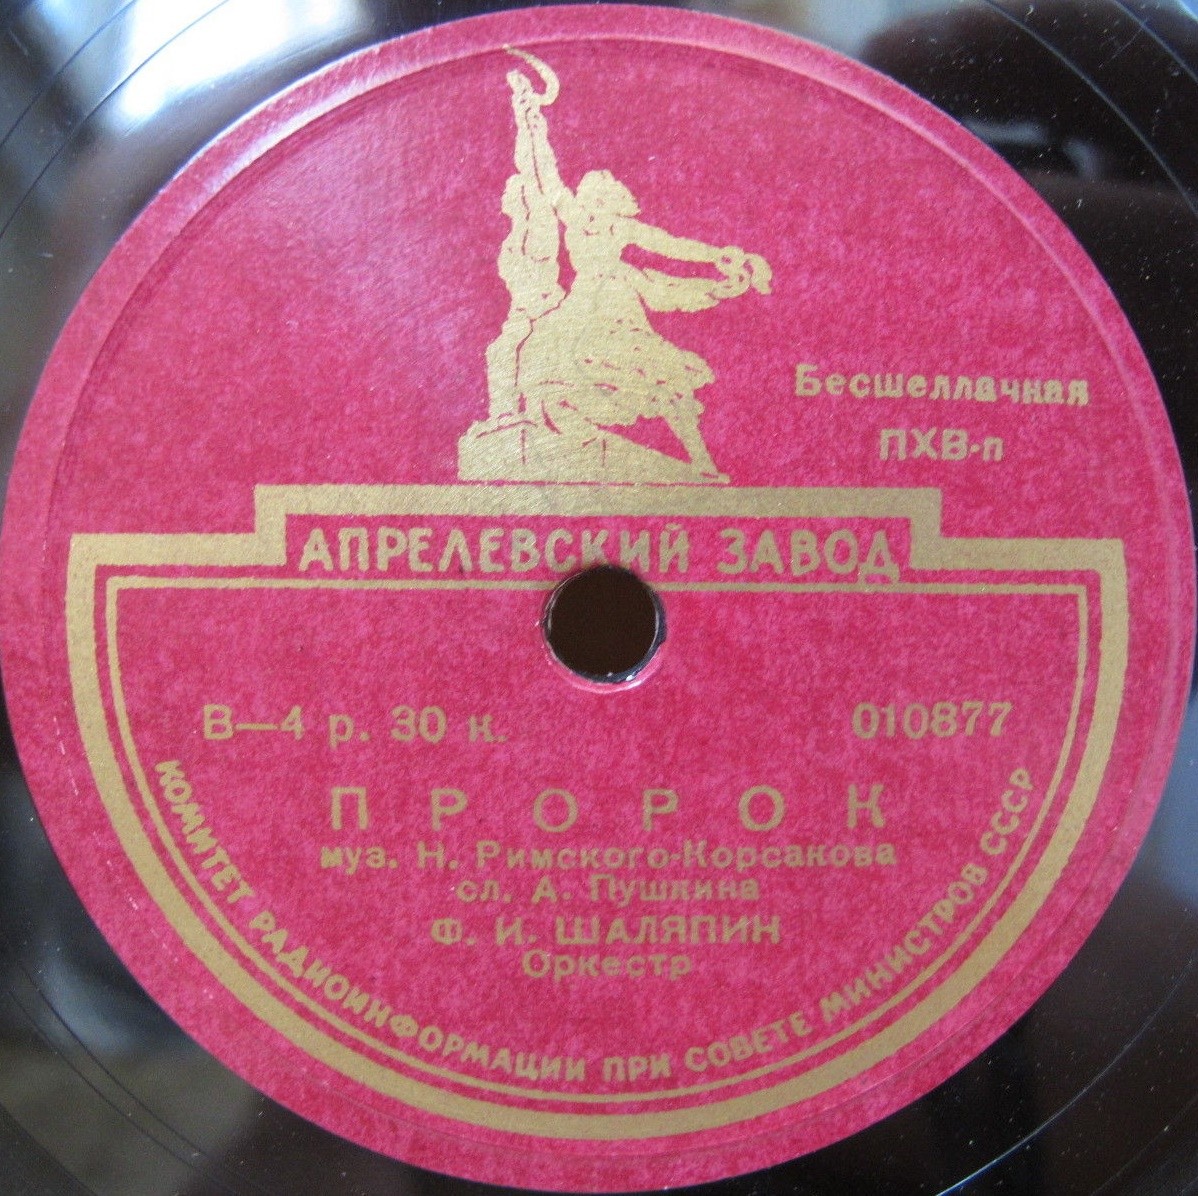 Бесшеллачная
ПХВ-п
АПРЕЛЕВСКИЙ ЗАВОД
В—4 р. 30 к.
010877
ПРОРОК
муз. Н. Римского-Корсакова
сл. А. Пушкина
Ф. И. ШАЛЯПИН
Оркестр
КОМИТЕТ РАДИОИНФОРМАЦИИ ПРИ СОВЕТЕ МИНИСТРОВ СССР